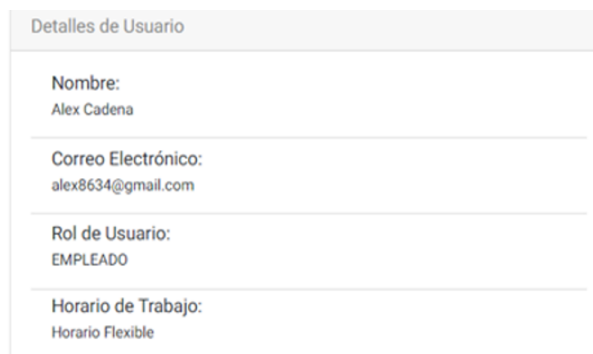 Detalles de Usuario
Nombre:
Alex Cadena
Correo Electrónico:
alex8634@gmail.com
Rol de Usuario:
EMPLEADO
Horario de Trabajo:
Horario Flexible